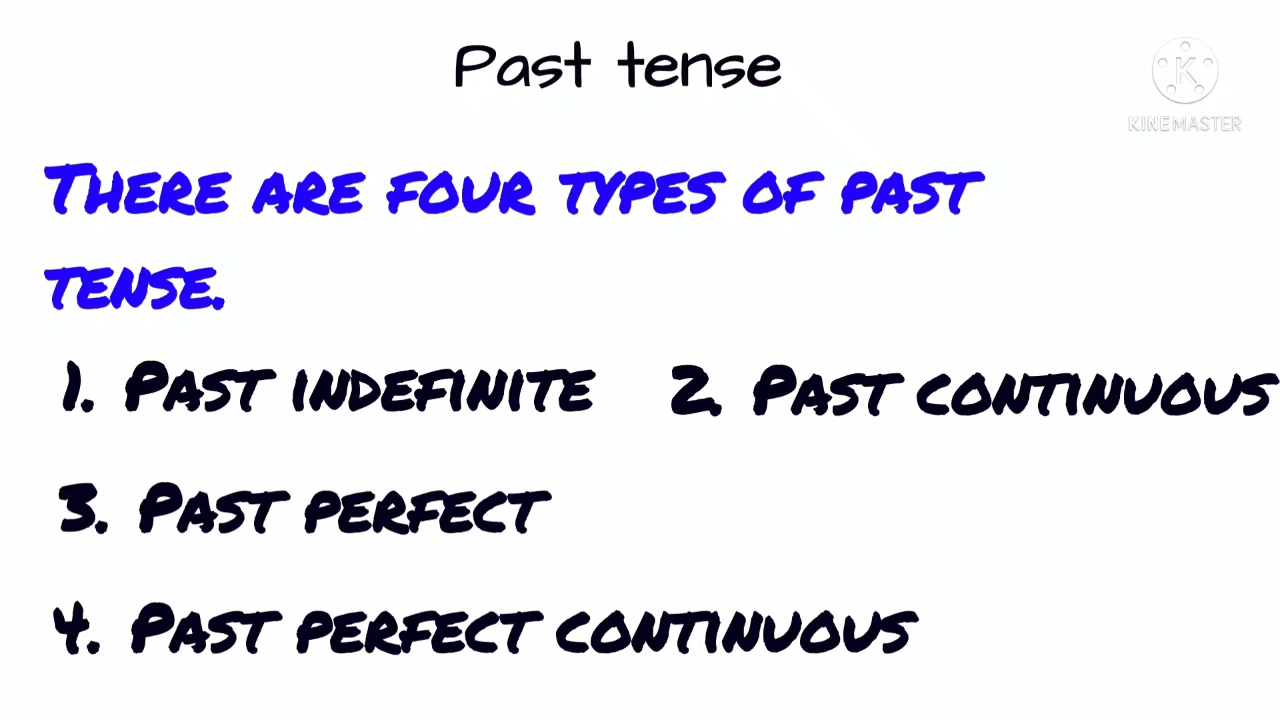 Past tense
KINEMASTER
There are four types of past
tense.
1. Past indefinite 2. Past continuous
3. Past perfect
4. Past perfect continuous